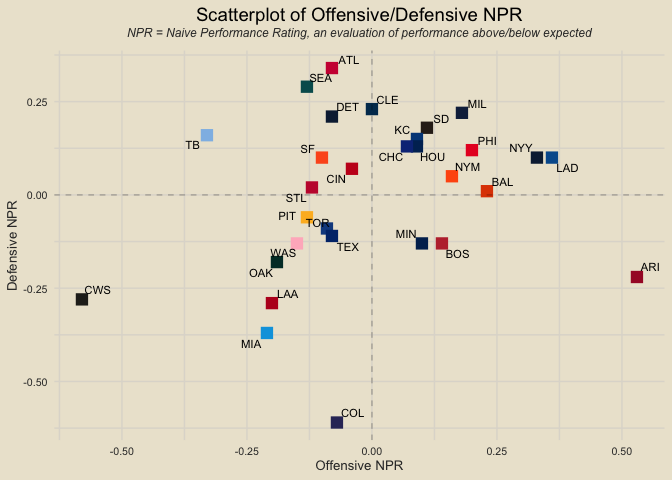 Scatterplot of Offensive/Defensive NPR
NPR = Naive Performance Rating, an evaluation of performance above/below expected
ATL
SEA
DET
CLE
MIL
SD
KC
TB
SF
CHC
HOU
PHI
NYY
LAD
CIN
NYM
BAL
STL
PIT
TOR
TEX
MIN
BOS
WAS
OAK
ARI
CWS
LAA
MIA
COL
0.25
0.00
-0.25
-0.50
Defensive NPR
-0.50
-0.25
0.00
0.25
0.50
Offensive NPR